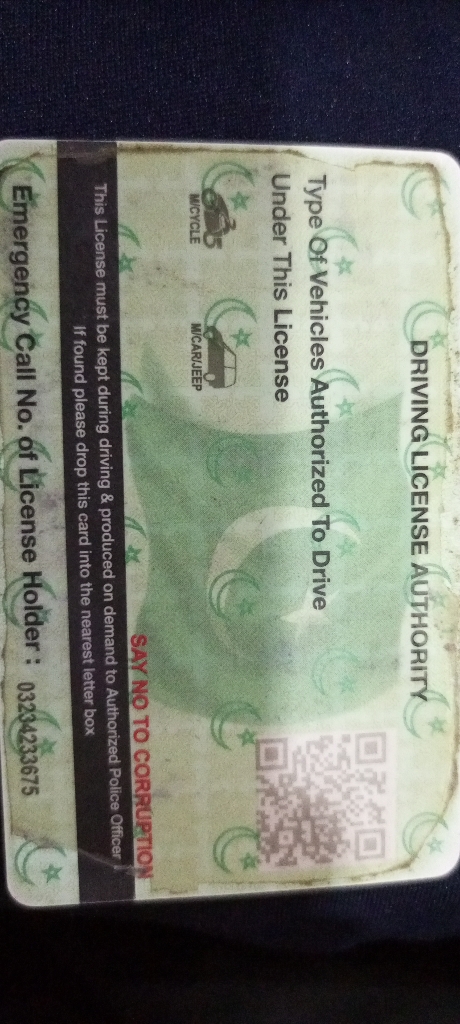 DRIVING LICENSE AUTHORITY
Type Of Vehicles Authorized To Drive
Under This License
M/CYCLE
M/CAR/JEEP
SAY NO TO CORRUPTION
This License must be kept during driving & produced on demand to Authorized Police Officer
If found please drop this card into the nearest letter box
Emergency Call No. of License Holder : 03234233675